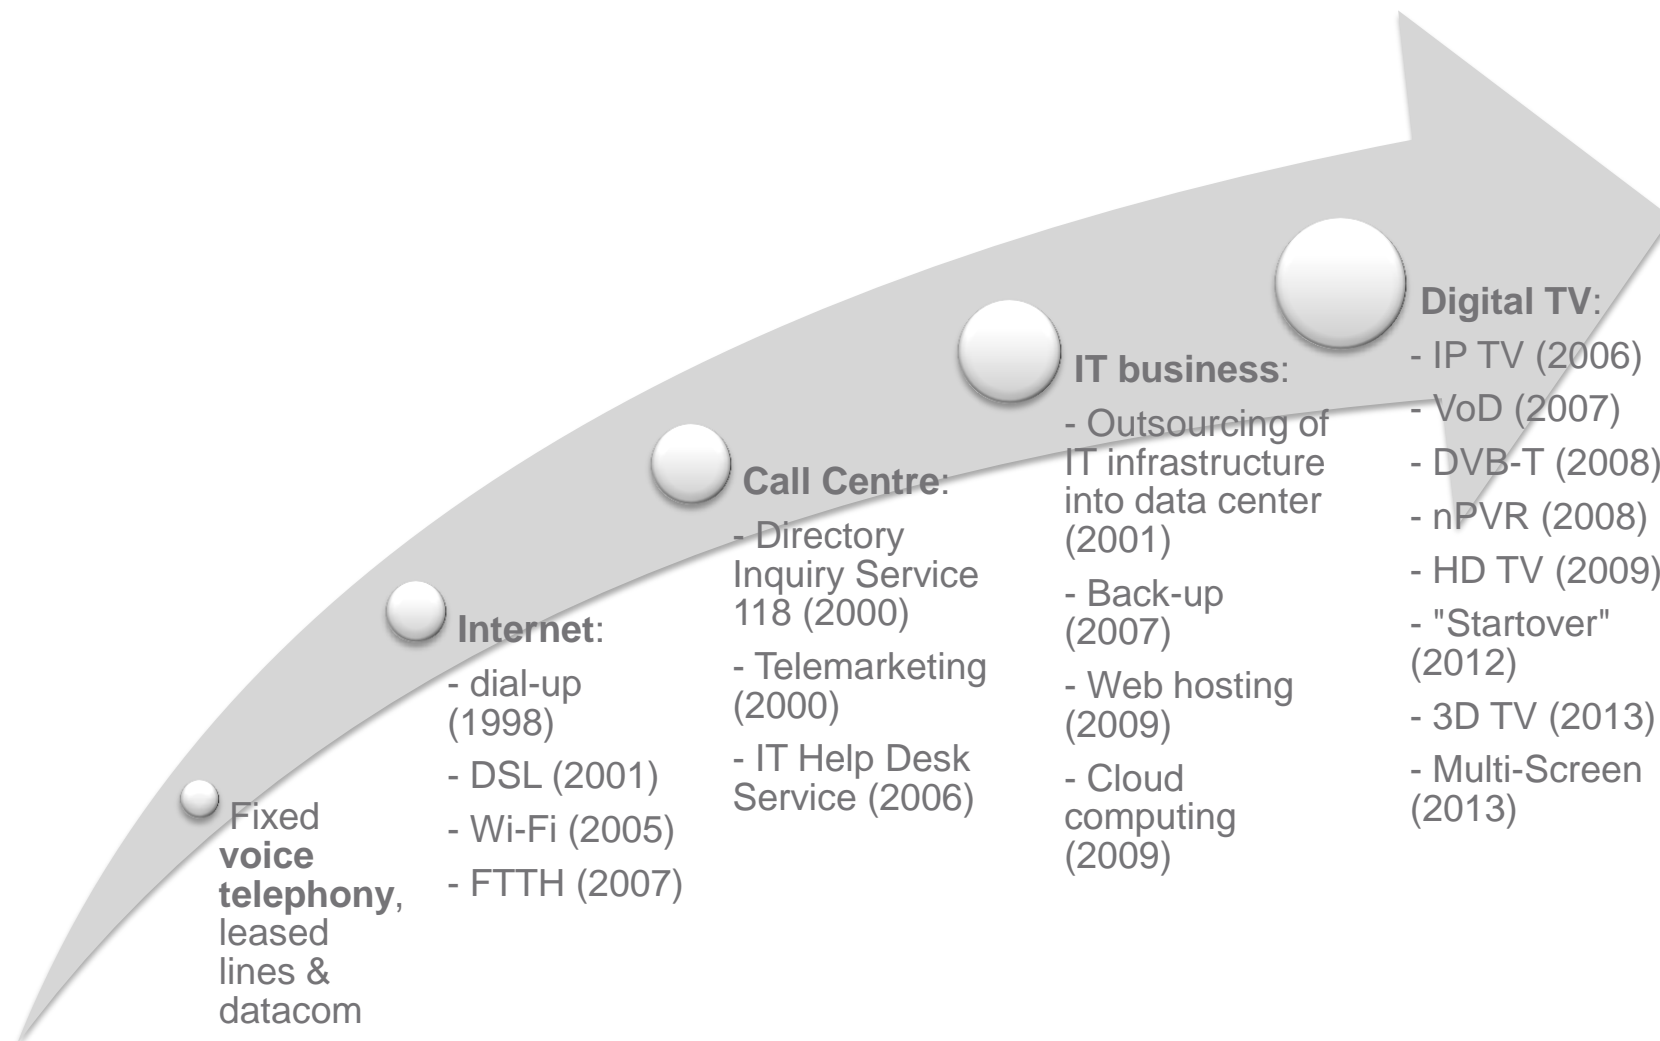 Fixed
voice
telephony,
leased
lines &
datacom
Internet:
- dial-up
(1998)
- DSL (2001)
- Wi-Fi (2005)
- FTTH (2007)
Call Centre:
- Directory
Inquiry Service
118 (2000)
- Telemarketing
(2000)
- IT Help Desk
Service (2006)
IT business:
- Outsourcing of
IT infrastructure
into data center
(2001)
- Back-up
(2007)
- Web hosting
(2009)
- Cloud
computing
(2009)
Digital TV:
- IP TV (2006)
- VoD (2007)
- DVB-T (2008)
- nPVR (2008)
- HD TV (2009)
- "Startover"
(2012)
- 3D TV (2013)
- Multi-Screen
(2013)